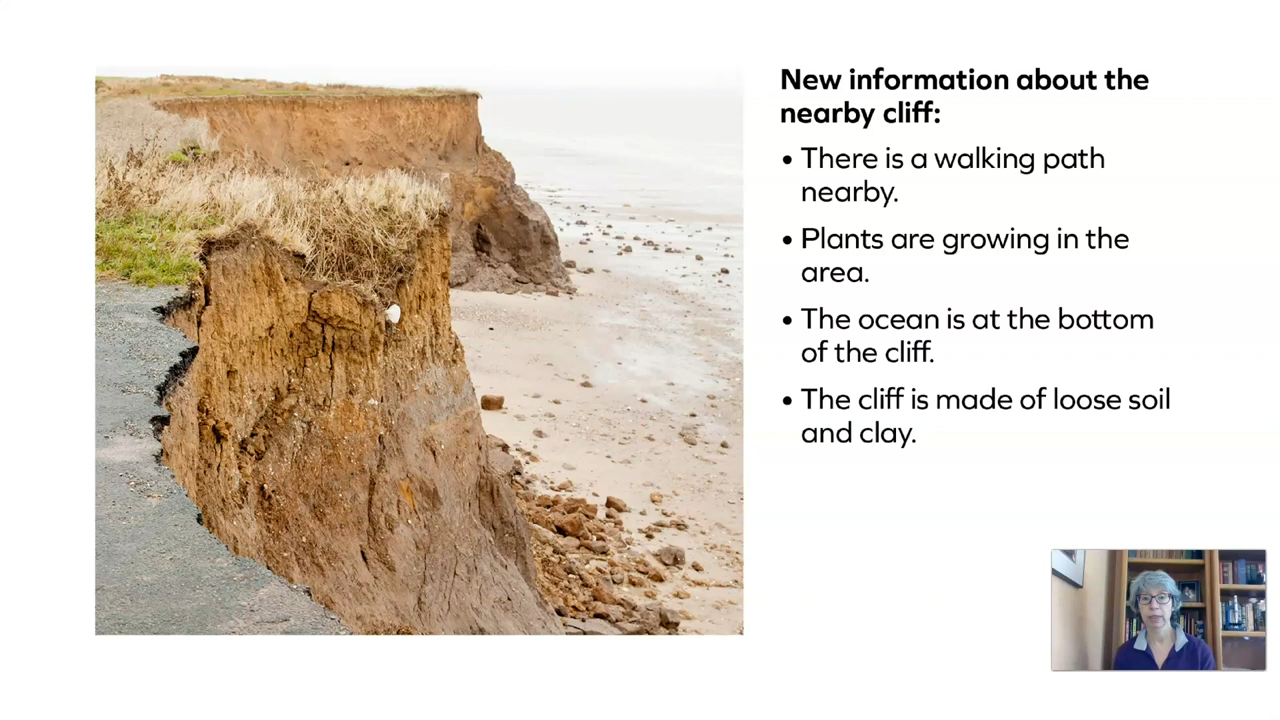 New information about the
nearby cliff:
• There is a walking path
nearby.
• Plants are growing in the
area.
• The ocean is at the bottom
of the cliff.
• The cliff is made of loose soil
and clay.